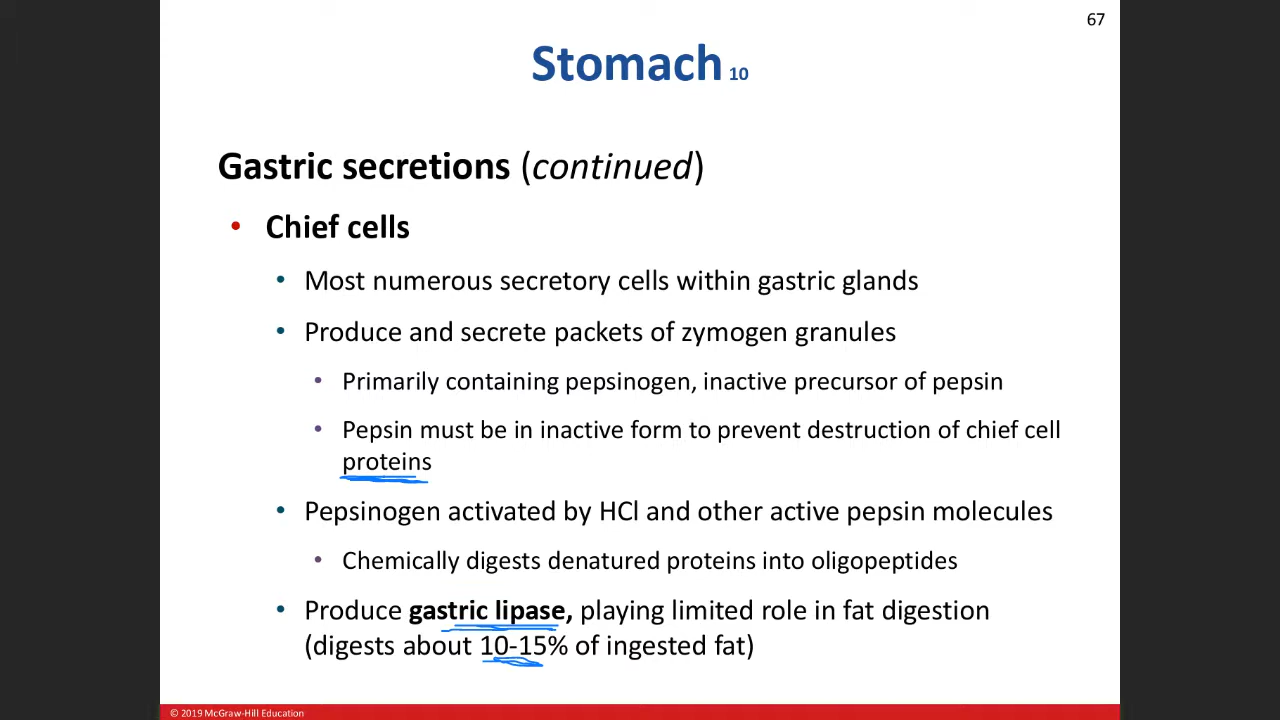 67
Stomach 10
Gastric secretions (continued)
• Chief cells
• Most numerous secretory cells within gastric glands
• Produce and secrete packets of zymogen granules
• Primarily containing pepsinogen, inactive precursor of pepsin
• Pepsin must be in inactive form to prevent destruction of chief cell
proteins
• Pepsinogen activated by HCl and other active pepsin molecules
• Chemically digests denatured proteins into oligopeptides
• Produce gastric lipase, playing limited role in fat digestion
(digests about 10-15% of ingested fat)
© 2019 McGraw-Hill Education